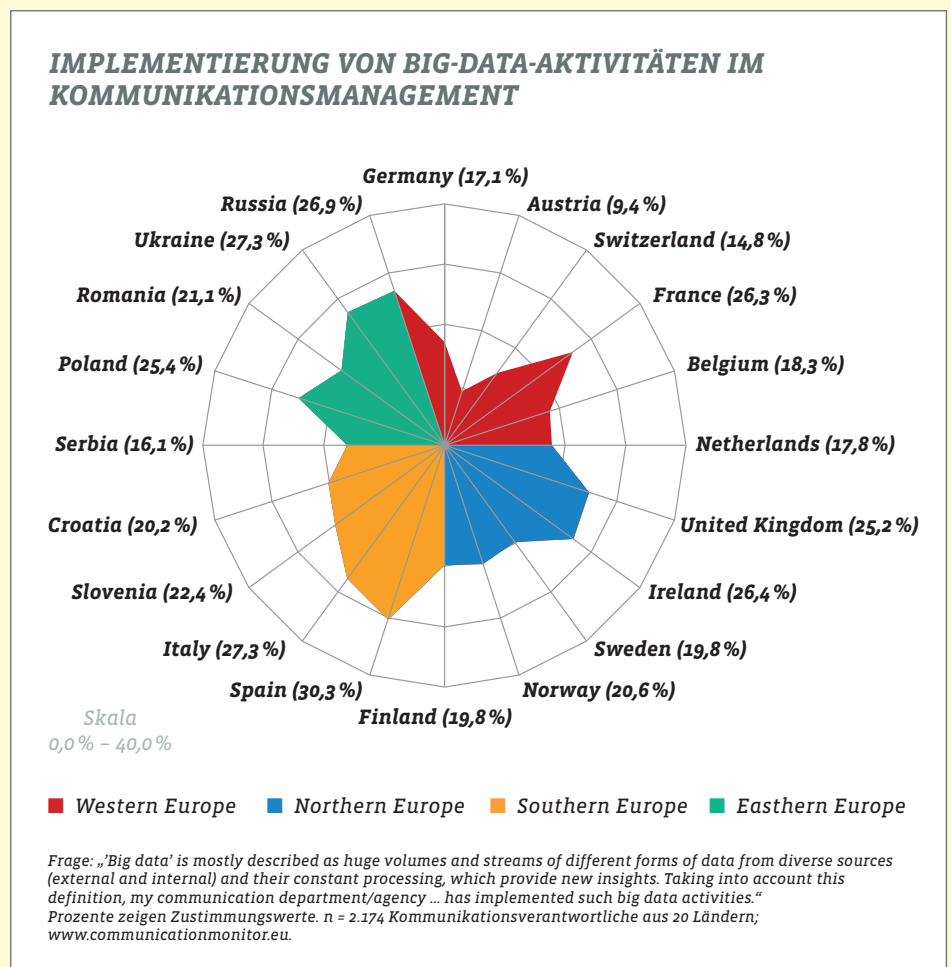 IMPLEMENTIERUNG VON BIG-DATA-AKTIVITÄTEN IM
KOMMUNIKATIONSMANAGEMENT
Germany (17,1 %)
Russia (26,9 %)
Austria (9,4 %)
Ukraine (27,3 %)
Switzerland (14,8 %)
Romania (21,1 %)
France (26,3 %)
Poland (25,4 %)
Belgium (18,3 %)
Serbia (16,1 %)
Netherlands (17,8 %)
Croatia (20,2 %)
United Kingdom (25,2 %)
Slovenia (22,4 %)
Ireland (26,4 %)
Italy (27,3 %)
Sweden (19,8 %)
Spain (30,3 %)
Norway (20,6 %)
Finland (19,8 %)
Skala
0,0 % – 40,0 %
Western Europe
Northern Europe
Southern Europe
Easthern Europe
Frage: „'Big data' is mostly described as huge volumes and streams of different forms of data from diverse sources
(external and internal) and their constant processing, which provide new insights. Taking into account this
definition, my communication department/agency ... has implemented such big data activities.“
Prozente zeigen Zustimmungswerte. n = 2.174 Kommunikationsverantwortliche aus 20 Ländern;
www.communicationmonitor.eu.